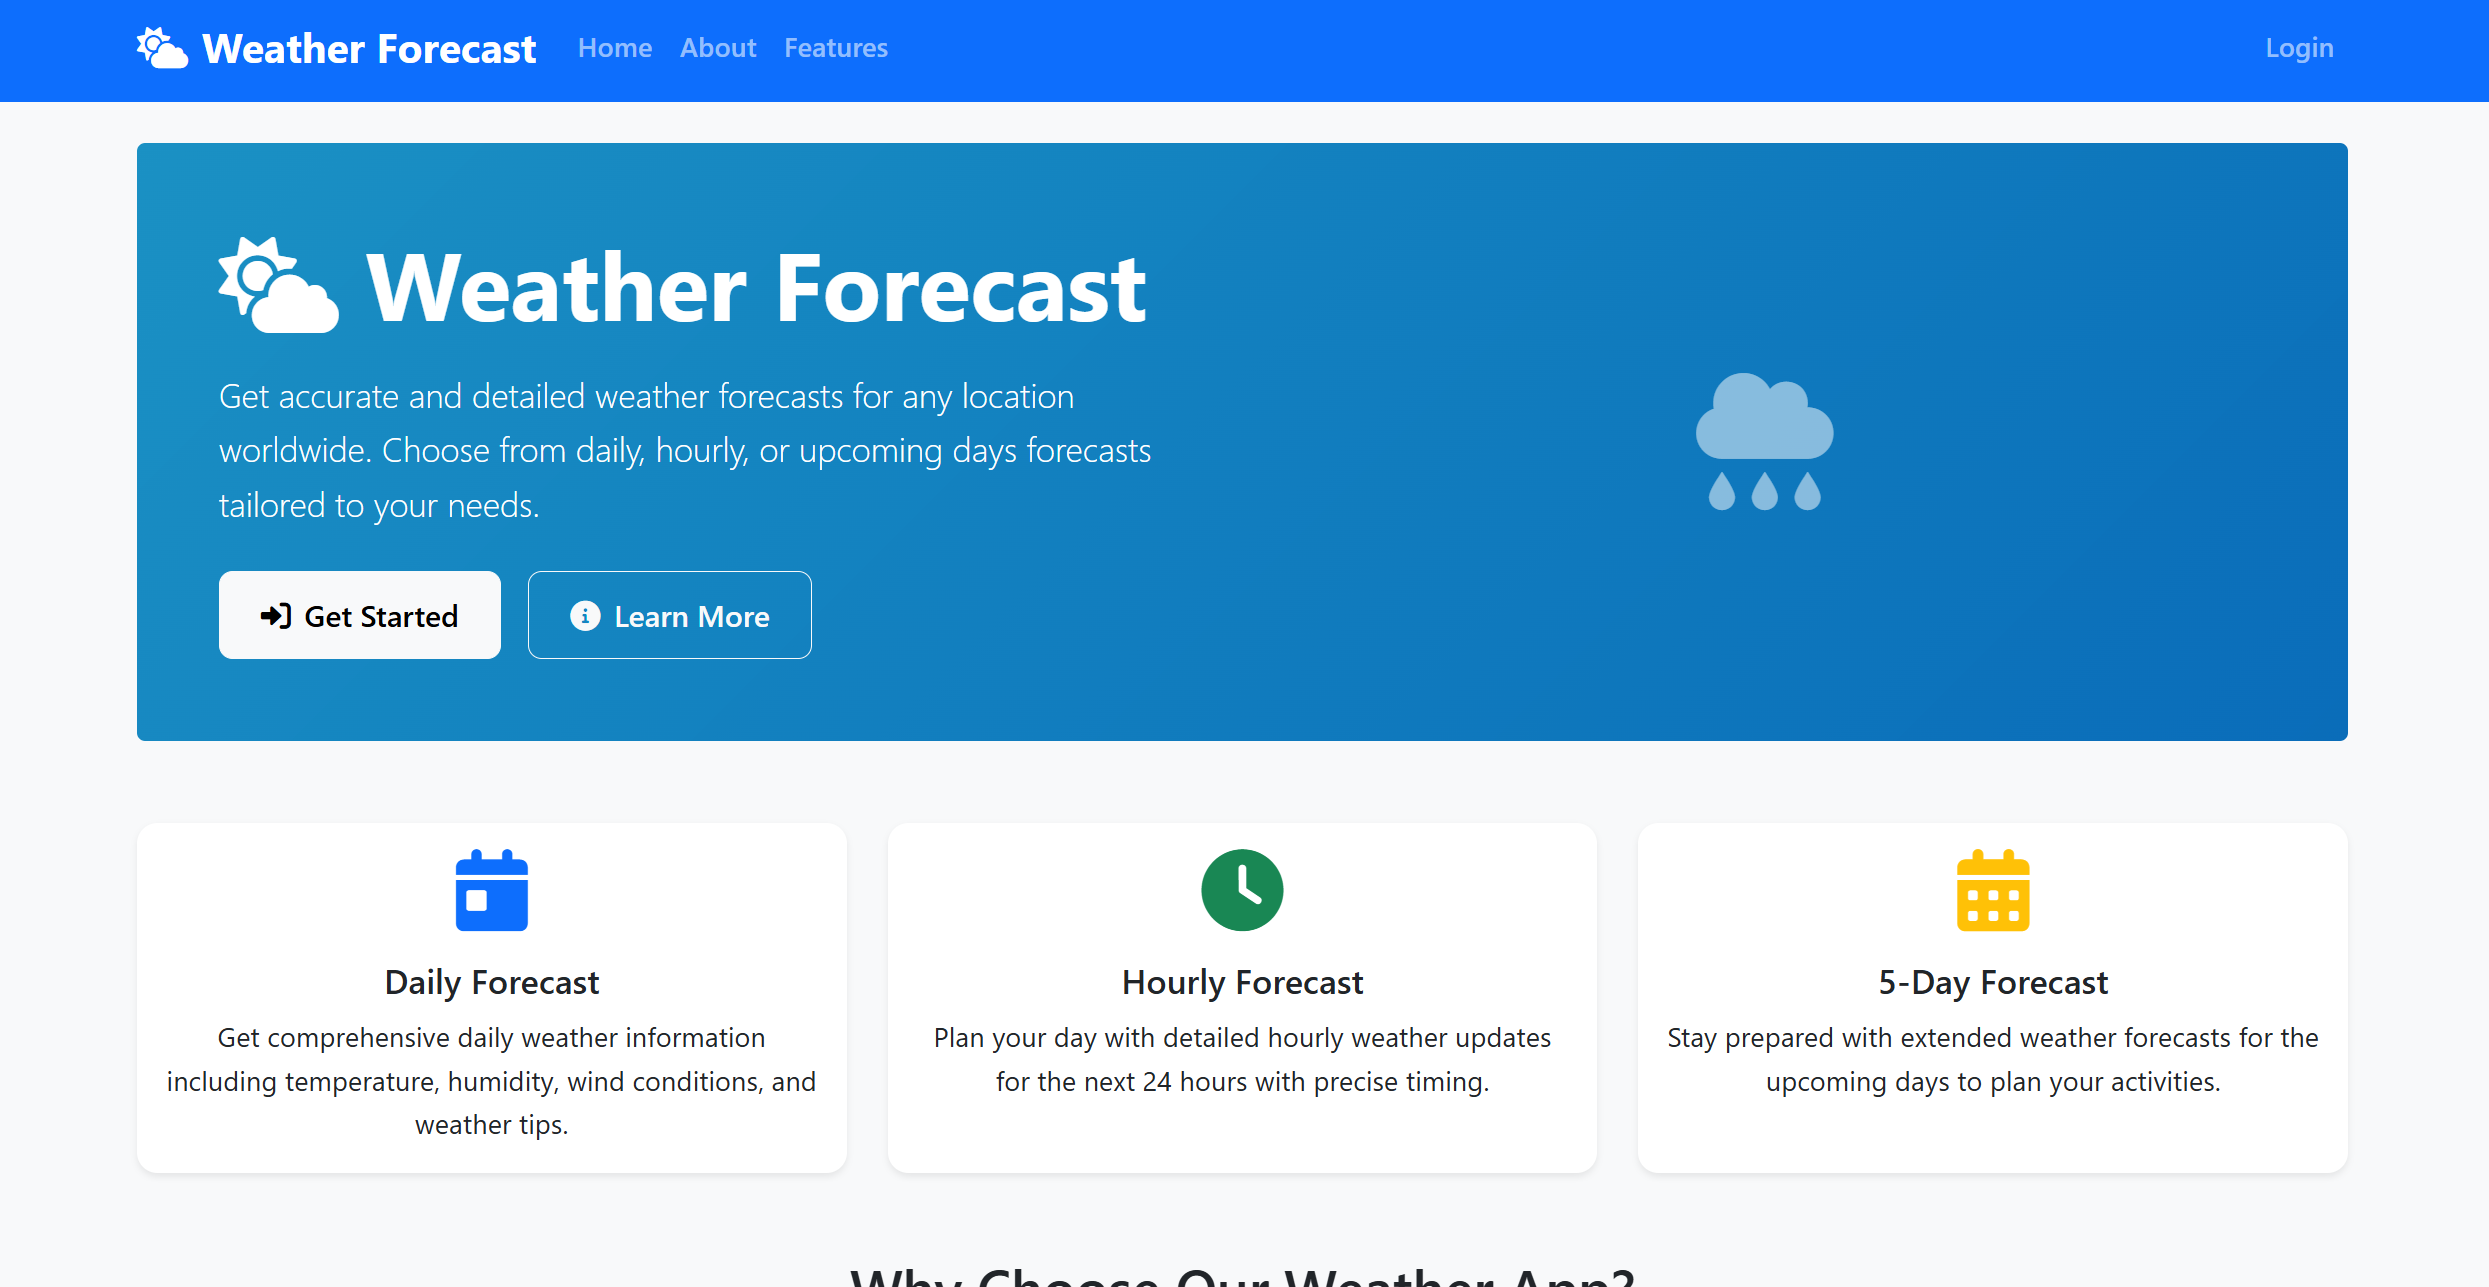 Weather Forecast Home About Features Login
Weather Forecast
Get accurate and detailed weather forecasts for any location
worldwide. Choose from daily, hourly, or upcoming days forecasts
tailored to your needs.
Get Started Learn More
Daily Forecast
Get comprehensive daily weather information
including temperature, humidity, wind conditions, and
weather tips.
Hourly Forecast
Plan your day with detailed hourly weather updates
for the next 24 hours with precise timing.
5-Day Forecast
Stay prepared with extended weather forecasts for the
upcoming days to plan your activities.
Why Choose Our Weather App?